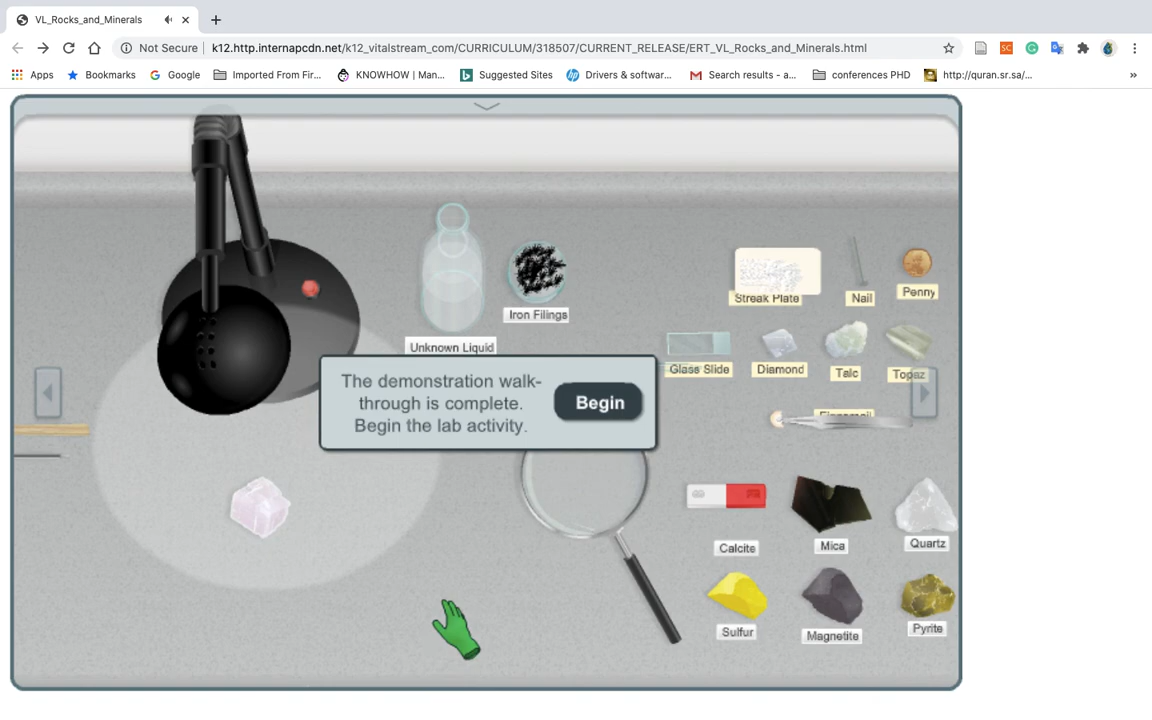 VL_Rocks_and_Minerals
Not Secure | k12.http.internapcdn.net/k12_vitalstream_com/CURRICULUM/318507/CURRENT_RELEASE/ERT_VL_Rocks_and_Minerals.html
Apps Bookmarks Google Imported From Fir... KNOWHOW | Man... Suggested Sites Drivers & softwar... Search results - a... conferences PHD http://quran.sr.sa/... »
Streak Plate Nail Penny
Iron Filings
Unknown Liquid
Glass Slide Diamond Talc Topaz
The demonstration walk-
through is complete.
Begin the lab activity.
Begin
Fingernail
Calcite Mica Quartz
Sulfur Magnetite Pyrite